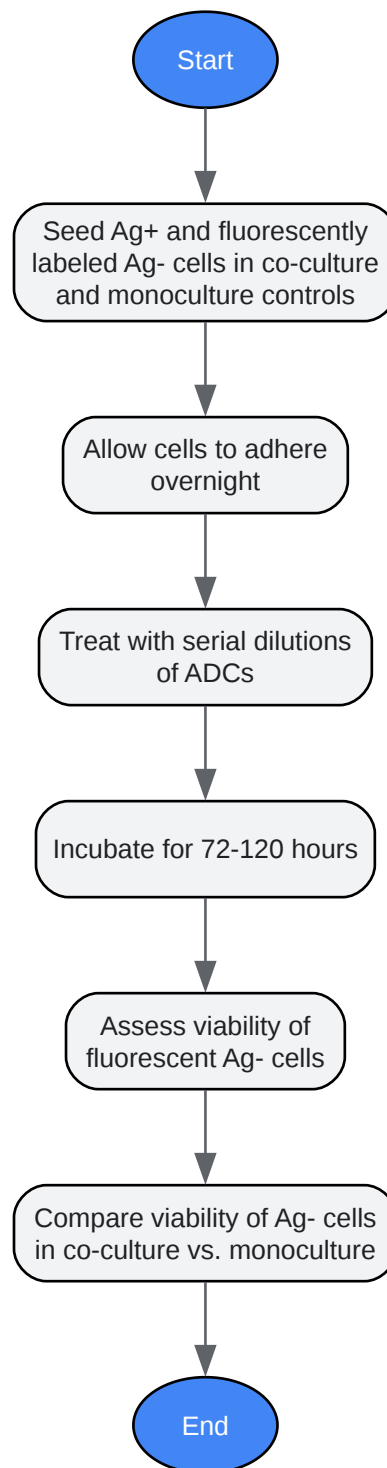 Start
Seed Ag+ and fluorescently
labeled Ag- cells in co-culture
and monoculture controls
Allow cells to adhere
overnight
Treat with serial dilutions
of ADCs
Incubate for 72-120 hours
Assess viability of
fluorescent Ag- cells
Compare viability of Ag- cells
in co-culture vs. monoculture
End